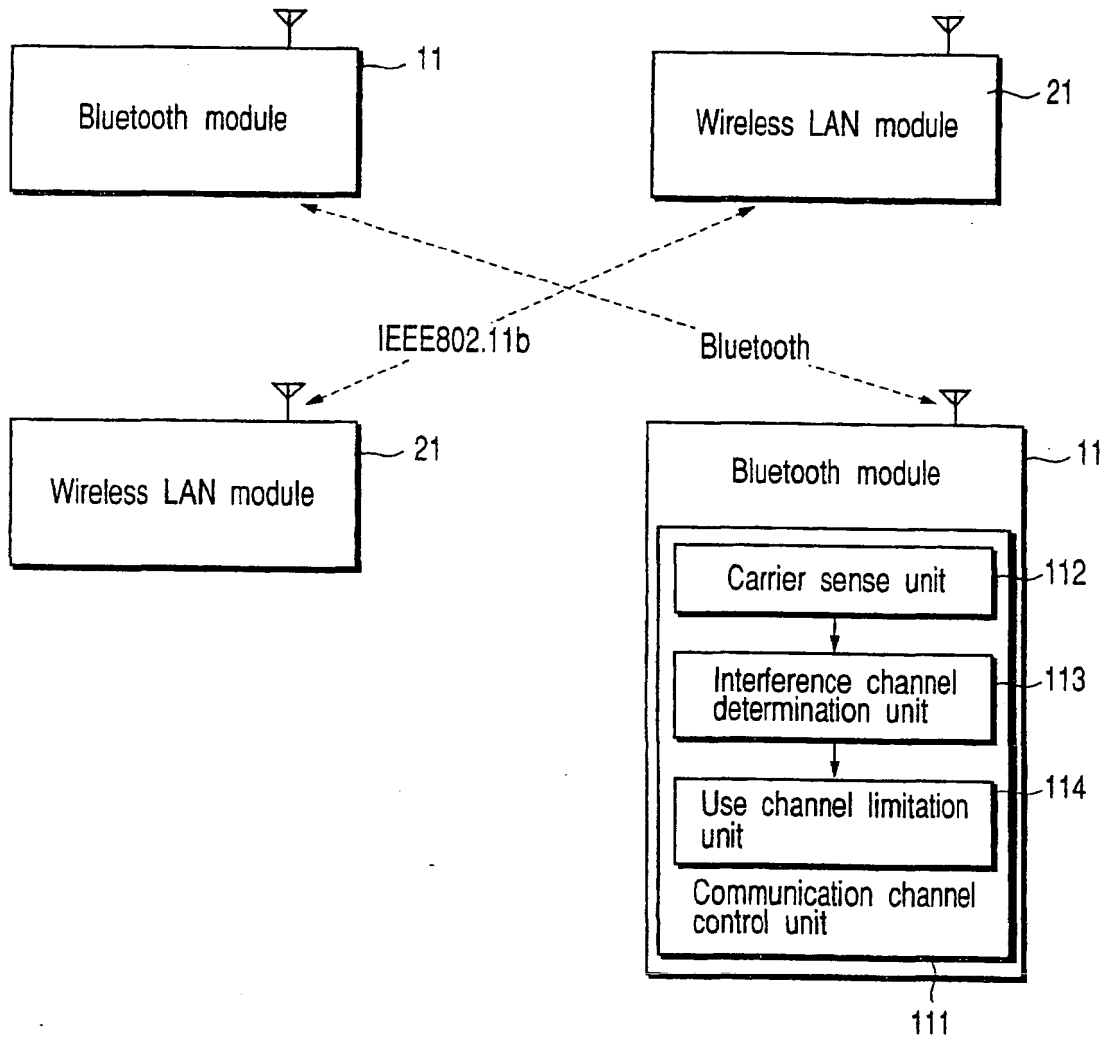 11
Bluetooth module
21
Wireless LAN module
IEEE802.11b
Bluetooth
21
Wireless LAN module
11
Bluetooth module
112
Carrier sense unit
113
Interference channel
determination unit
114
Use channel limitation
unit
Communication channel
control unit
111